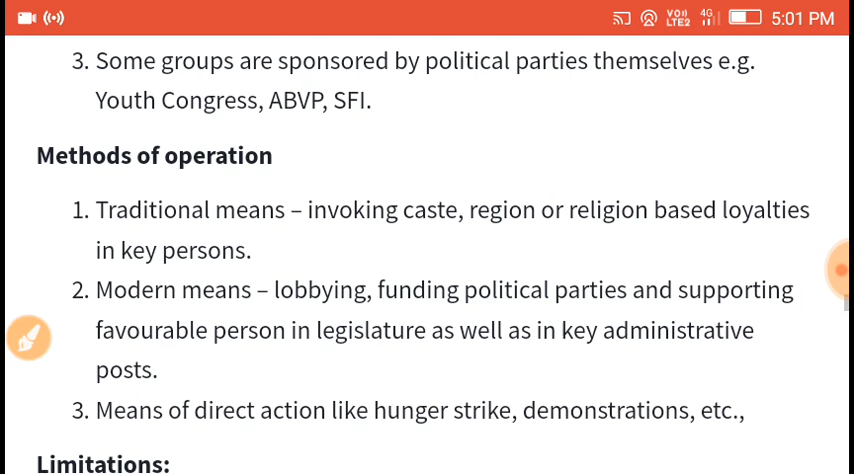 VO))
LTE2
4G
5:01 PM
3. Some groups are sponsored by political parties themselves e.g.
Youth Congress, ABVP, SFI.
Methods of operation
1. Traditional means – invoking caste, region or religion based loyalties
in key persons.
2. Modern means – lobbying, funding political parties and supporting
favourable person in legislature as well as in key administrative
posts.
3. Means of direct action like hunger strike, demonstrations, etc.,
Limitations: